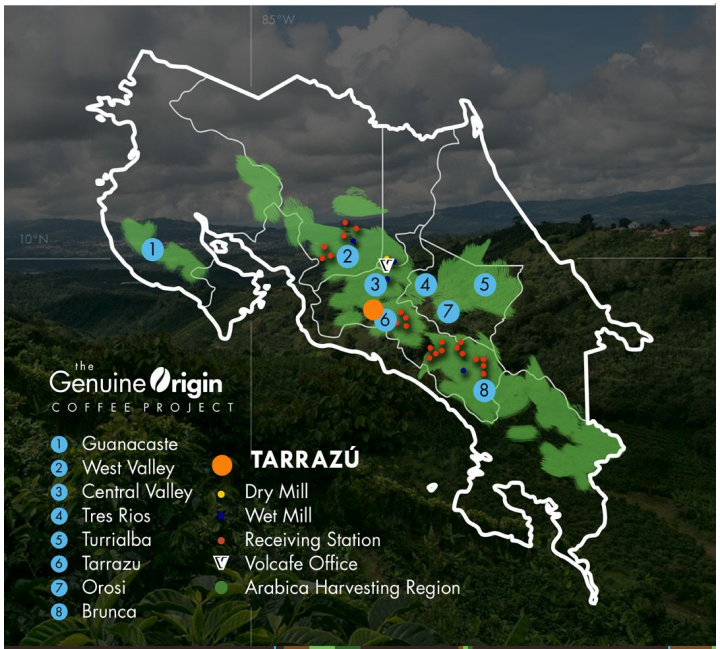 85°W
10°N
1
2
3
4
5
6
7
8
the
Genuine Origin
COFFEE PROJECT
1 Guanacaste
2 West Valley
3 Central Valley
4 Tres Rios
5 Turrialba
6 Tarrazu
7 Orosi
8 Brunca
TARRAZÚ
Dry Mill
Wet Mill
Receiving Station
Volcafe Office
Arabica Harvesting Region